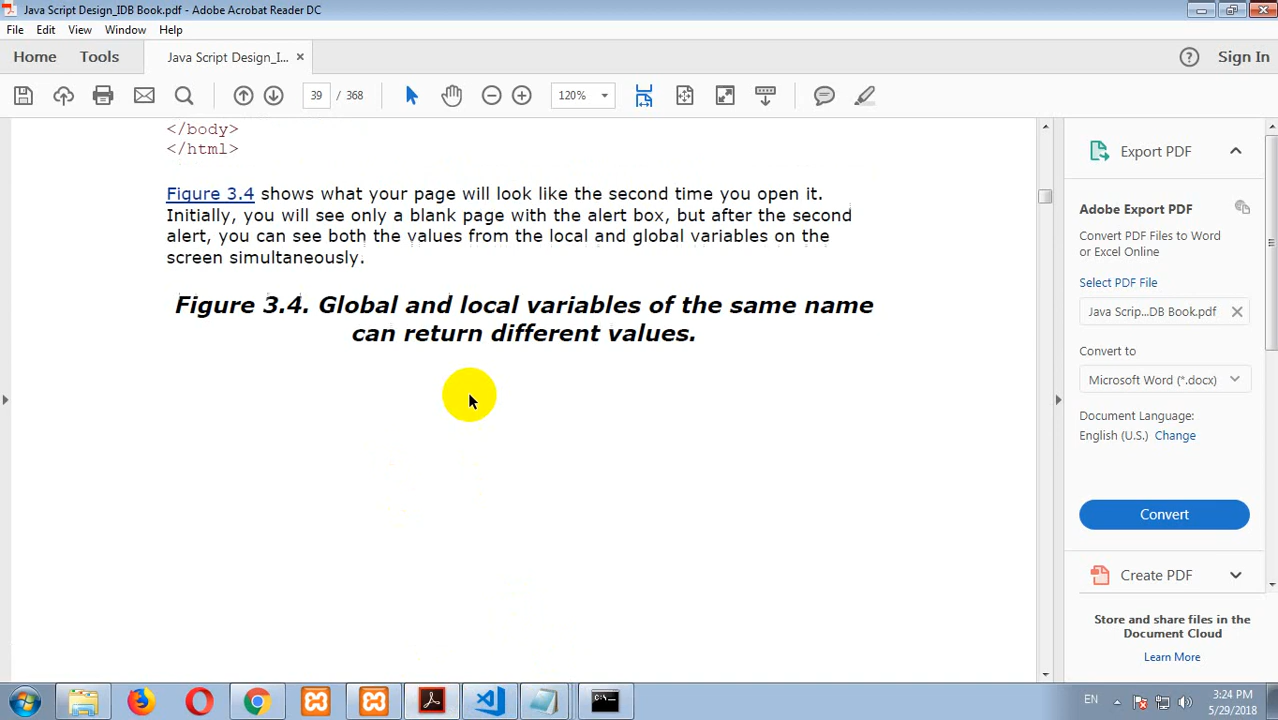 Java Script Design_IDB Book.pdf - Adobe Acrobat Reader DC
File Edit View Window Help
Home Tools Java Script Design_I... × Sign In
39 / 368 120%
</body>
</html>
Figure 3.4 shows what your page will look like the second time you open it.
Initially, you will see only a blank page with the alert box, but after the second
alert, you can see both the values from the local and global variables on the
screen simultaneously.
Figure 3.4. Global and local variables of the same name
can return different values.
Export PDF
Adobe Export PDF
Convert PDF Files to Word
or Excel Online
Select PDF File
Java Scrip...DB Book.pdf
Convert to
Microsoft Word (*.docx)
Document Language:
English (U.S.) Change
Convert
Create PDF
Store and share files in the
Document Cloud
Learn More
EN
3:24 PM
5/29/2018